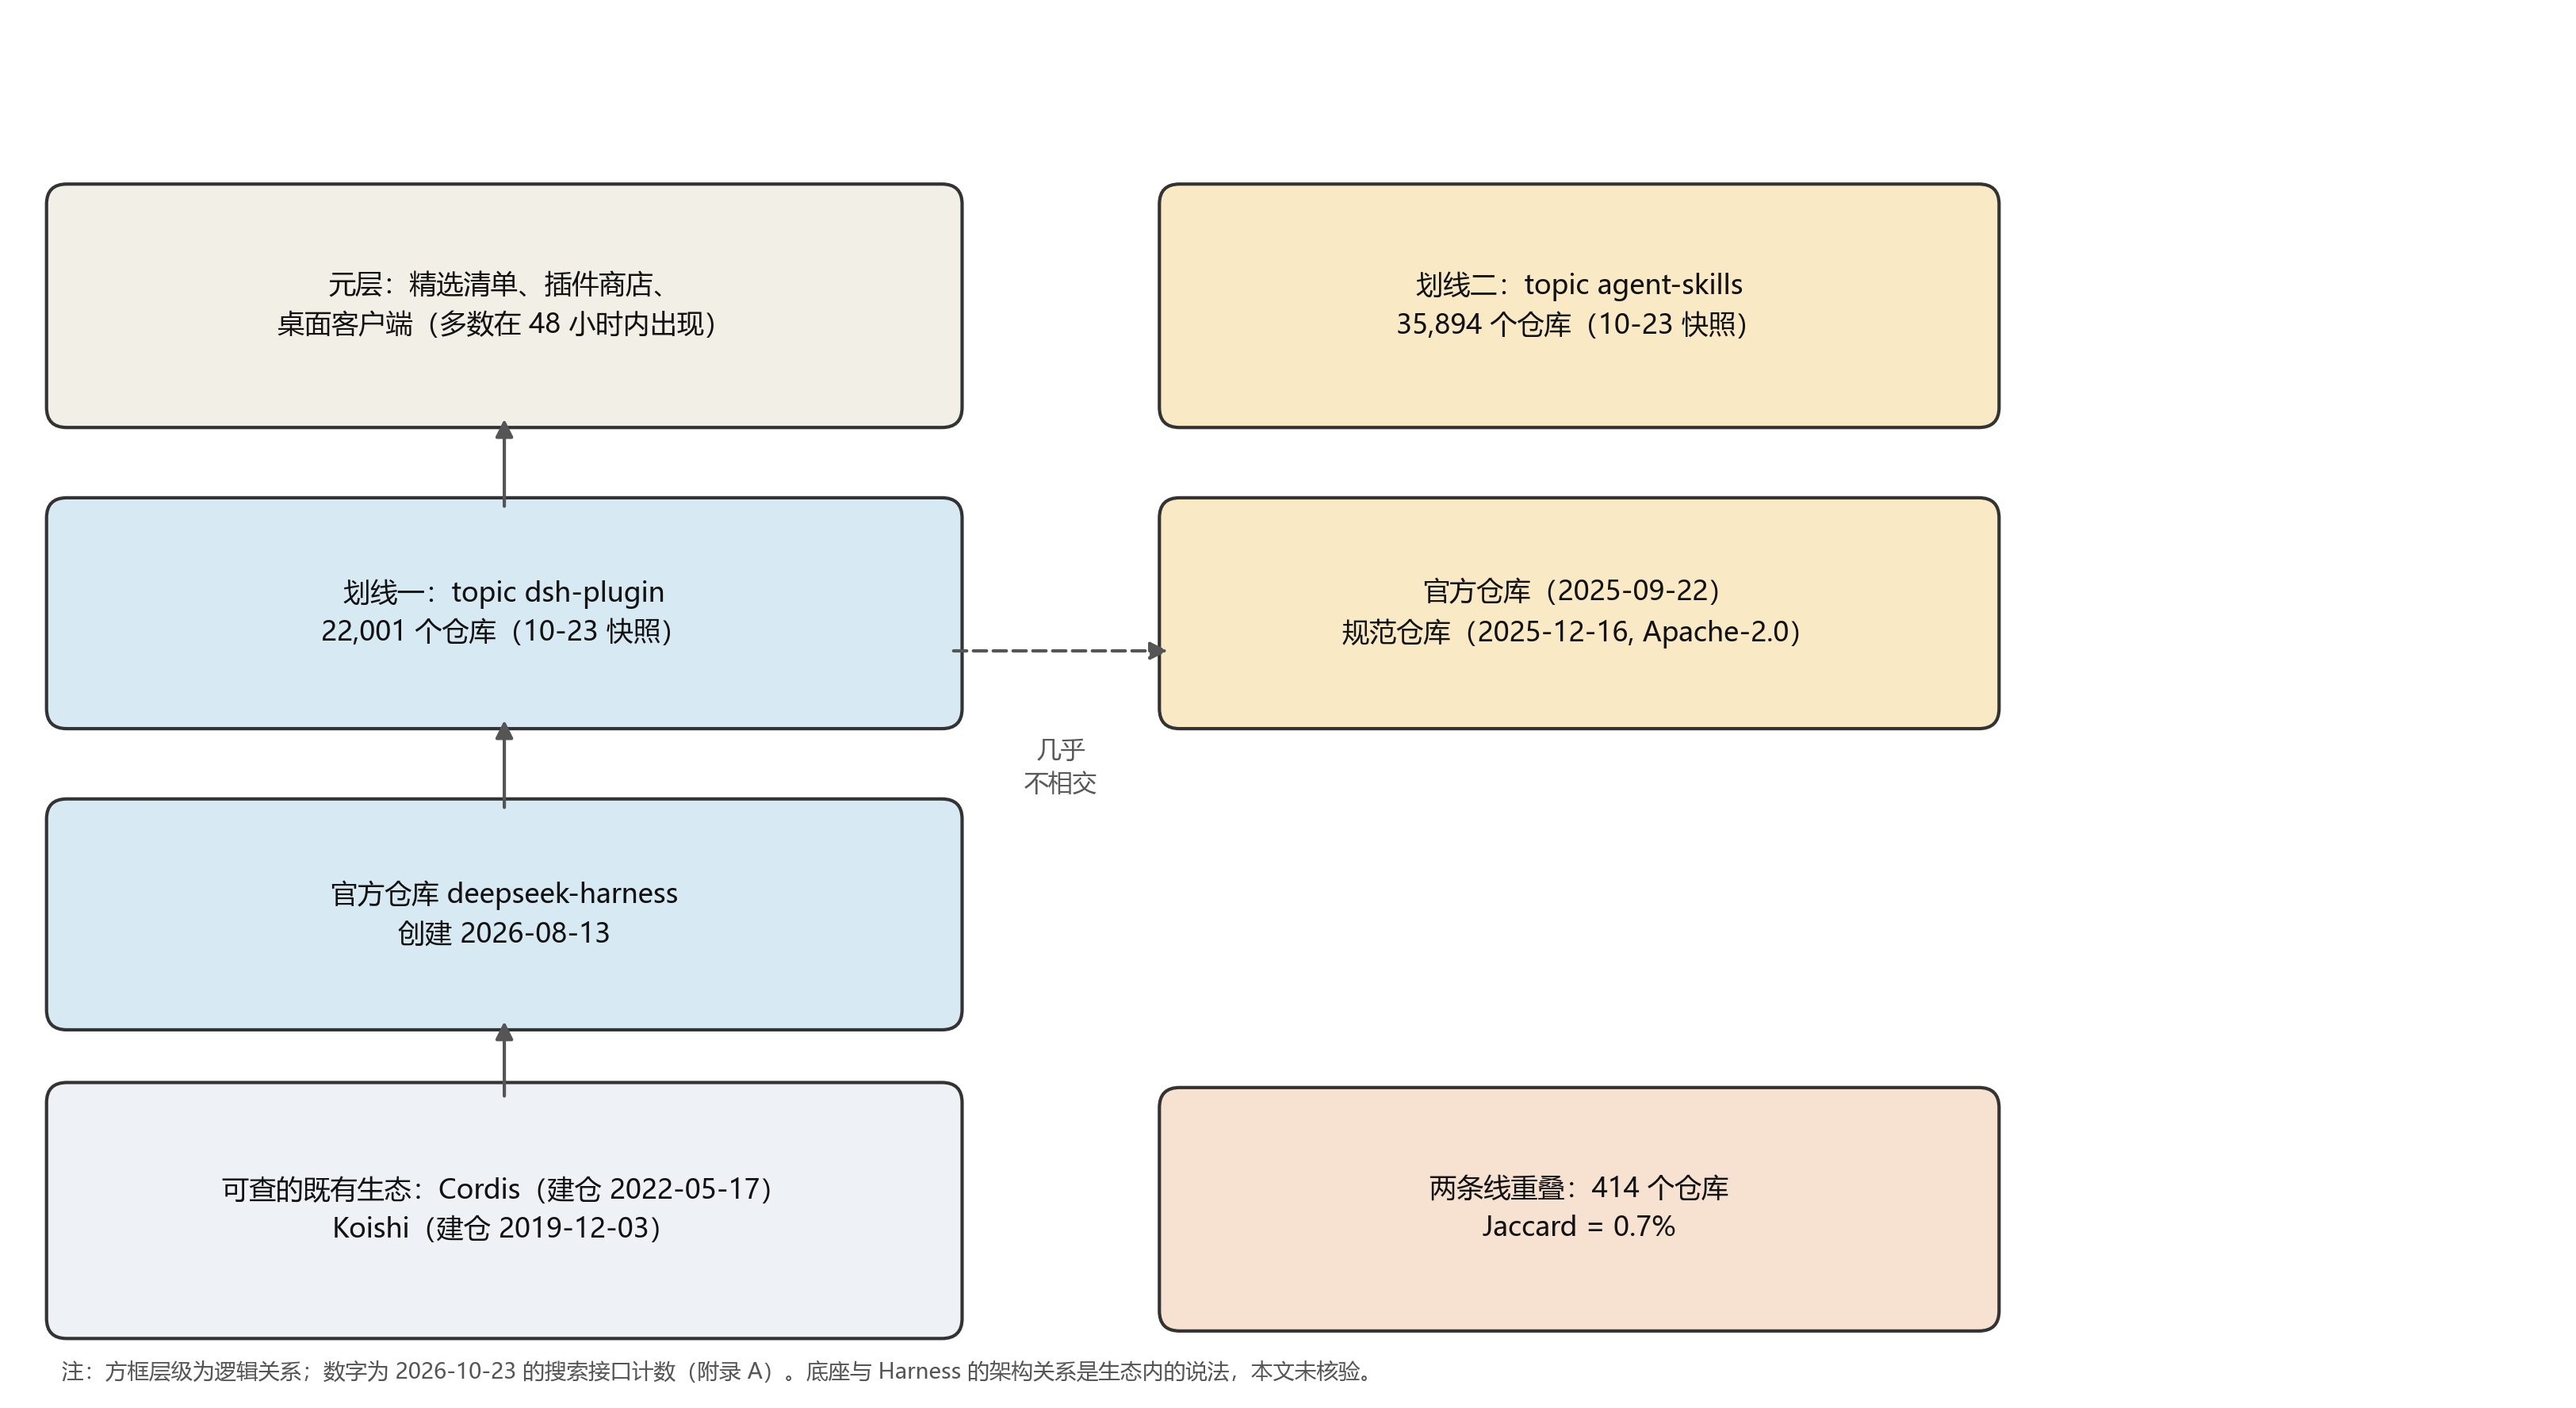 元层：精选清单、插件商店、
桌面客户端（多数在 48 小时内出现）
划线二：topic agent-skills
35,894 个仓库（10-23 快照）
划线一：topic dsh-plugin
22,001 个仓库（10-23 快照）
官方仓库（2025-09-22）
规范仓库（2025-12-16, Apache-2.0）
几乎
不相交
官方仓库 deepseek-harness
创建 2026-08-13
可查的既有生态：Cordis（建仓 2022-05-17）
Koishi（建仓 2019-12-03）
两条线重叠：414 个仓库
Jaccard = 0.7%
注：方框层级为逻辑关系；数字为 2026-10-23 的搜索接口计数（附录 A）。底座与 Harness 的架构关系是生态内的说法，本文未核验。